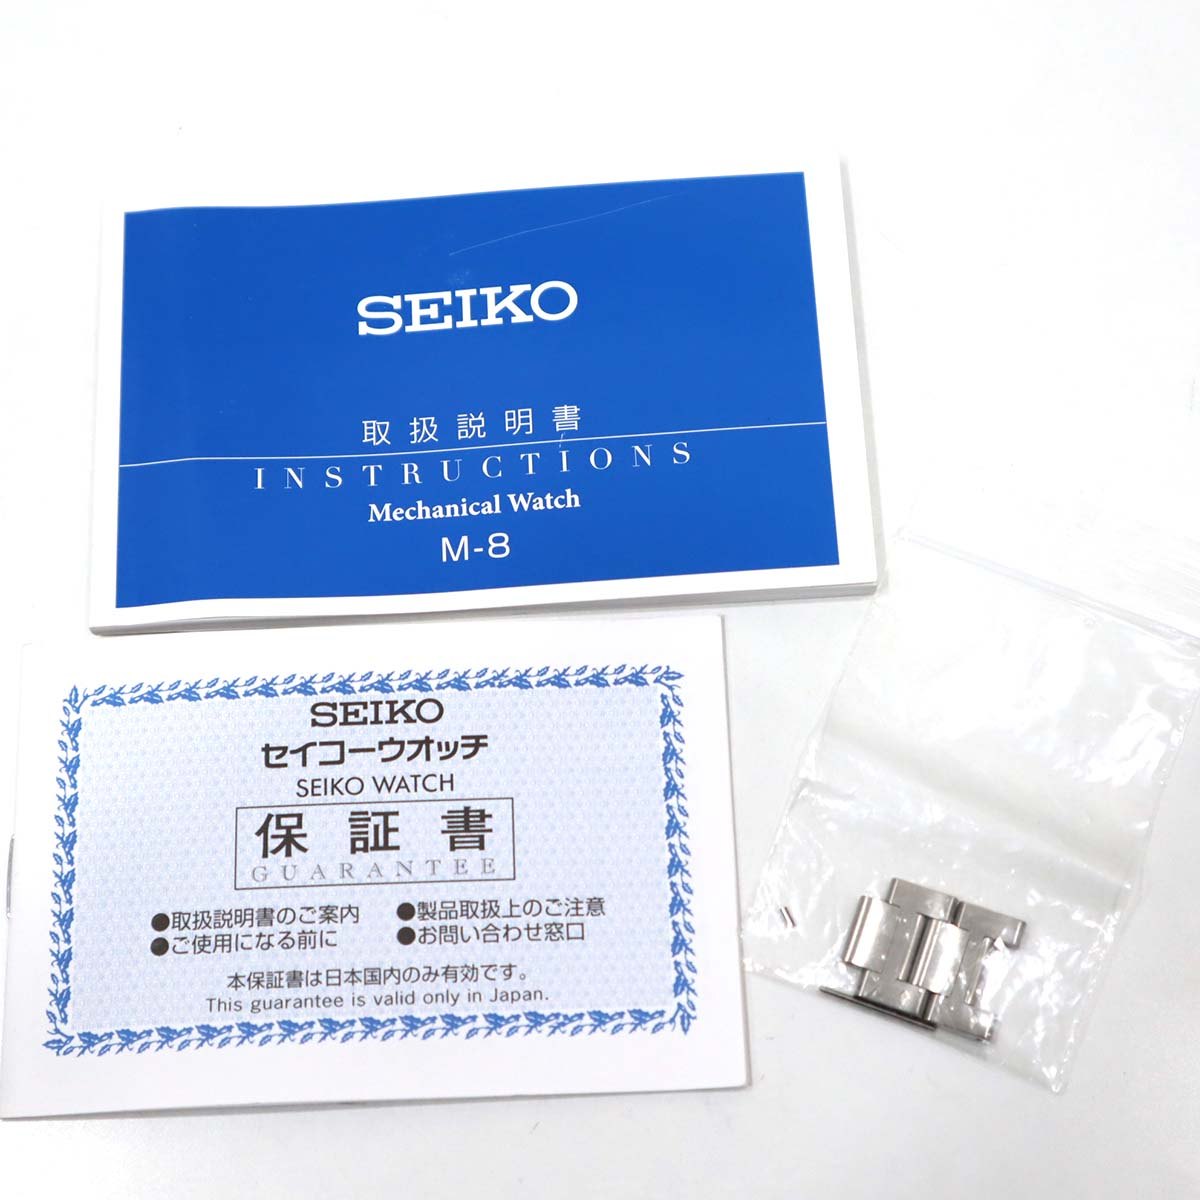 SEIKO
取扱説明書
INSTRUCTIONS
Mechanical Watch
M-8
SEIKO
セイコーウオッチ
SEIKO WATCH
保証書
GUARANTEE
●取扱説明書のご案内 ●製品取扱上のご注意
●ご使用になる前に ●お問い合わせ窓口
本保証書は日本国内のみ有効です。
This guarantee is valid only in Japan.